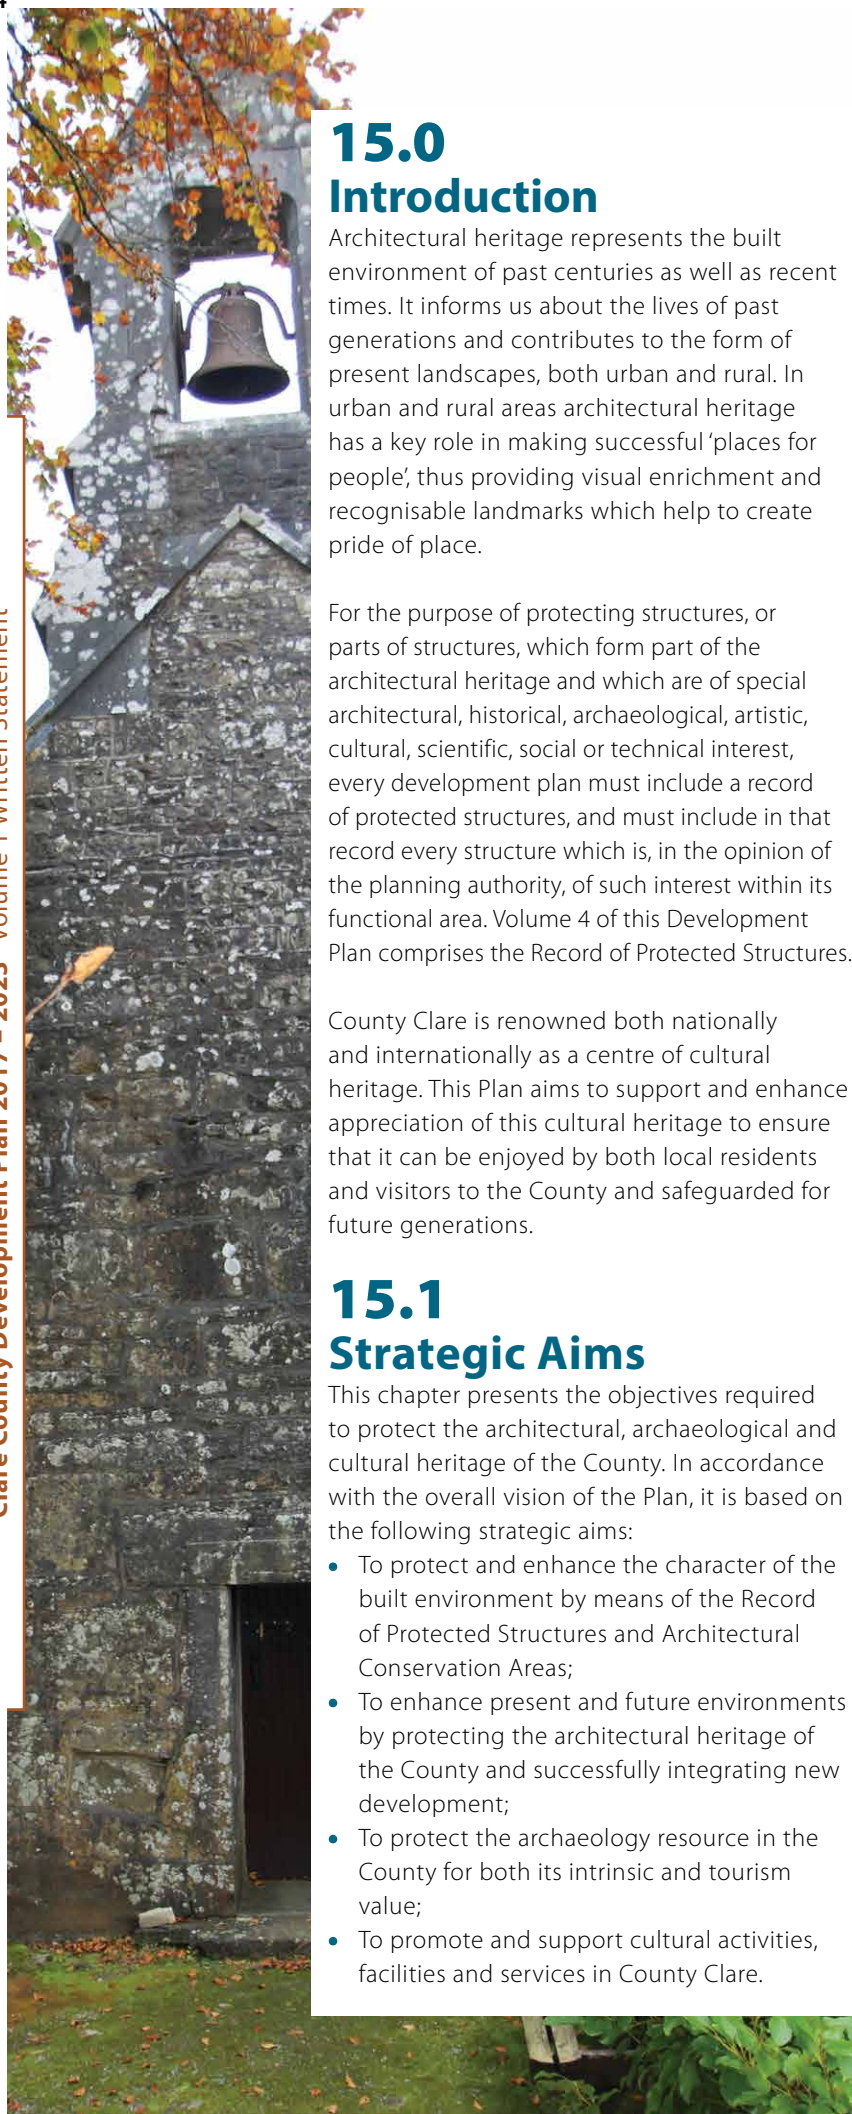 15.0
Introduction
Architectural heritage represents the built
environment of past centuries as well as recent
times. It informs us about the lives of past
generations and contributes to the form of
present landscapes, both urban and rural. In
urban and rural areas architectural heritage
has a key role in making successful ‘places for
people’, thus providing visual enrichment and
recognisable landmarks which help to create
pride of place.
For the purpose of protecting structures, or
parts of structures, which form part of the
architectural heritage and which are of special
architectural, historical, archaeological, artistic,
cultural, scientific, social or technical interest,
every development plan must include a record
of protected structures, and must include in that
record every structure which is, in the opinion of
the planning authority, of such interest within its
functional area. Volume 4 of this Development
Plan comprises the Record of Protected Structures.
County Clare is renowned both nationally
and internationally as a centre of cultural
heritage. This Plan aims to support and enhance
appreciation of this cultural heritage to ensure
that it can be enjoyed by both local residents
and visitors to the County and safeguarded for
future generations.
15.1
Strategic Aims
This chapter presents the objectives required
to protect the architectural, archaeological and
cultural heritage of the County. In accordance
with the overall vision of the Plan, it is based on
the following strategic aims:
• To protect and enhance the character of the
built environment by means of the Record
of Protected Structures and Architectural
Conservation Areas;
• To enhance present and future environments
by protecting the architectural heritage of
the County and successfully integrating new
development;
• To protect the archaeology resource in the
County for both its intrinsic and tourism
value;
• To promote and support cultural activities,
facilities and services in County Clare.
Clare County Development Plan 2017 – 2023 Volume 1 Written Statement